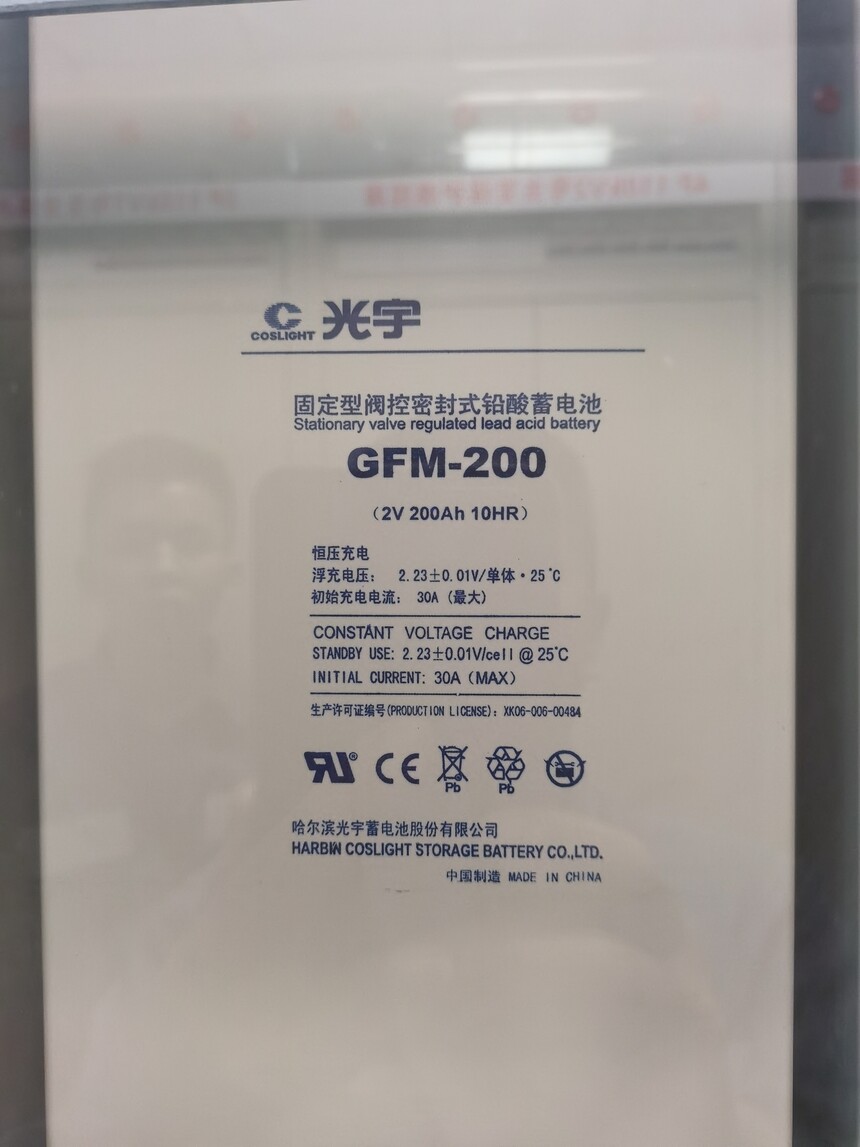 COSLIGHT 光宇
固定型阀控密封式铅酸蓄电池
Stationary valve regulated lead acid battery
GFM-200
（2V 200Ah 10HR）
恒压充电
浮充电压： 2.23±0.01V/单体·25℃
初始充电电流： 30A（最大）
CONSTANT VOLTAGE CHARGE
STANDBY USE: 2.23±0.01V/cell @ 25℃
INITIAL CURRENT: 30A（MAX）
生产许可证编号(PRODUCTION LICENSE)：XK06-006-00484
RU® CE Pb Pb
哈尔滨光宇蓄电池股份有限公司
HARBIN COSLIGHT STORAGE BATTERY CO.,LTD.
中国制造 MADE IN CHINA